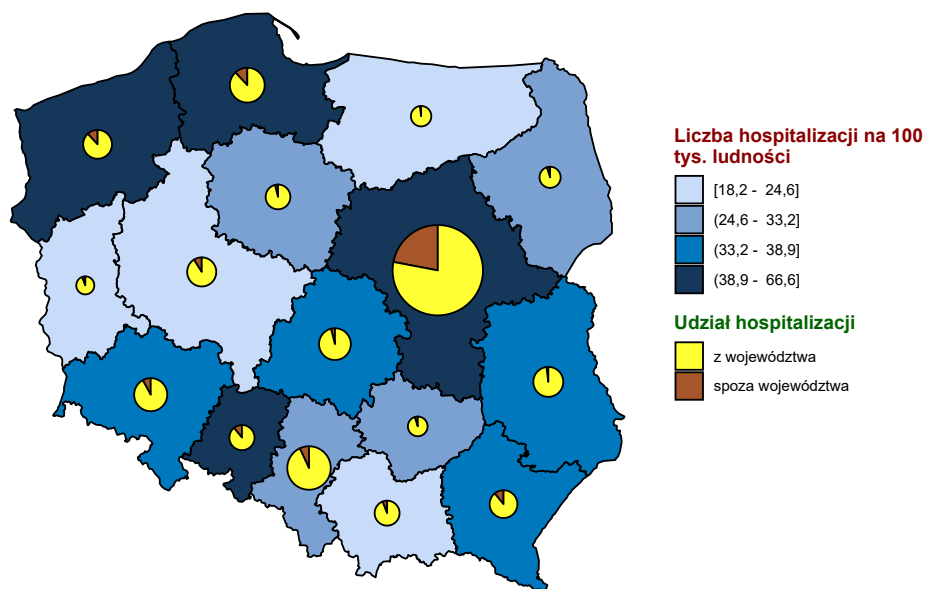 Liczba hospitalizacji na 100
tys. ludności
[18,2 - 24,6]
(24,6 - 33,2]
(33,2 - 38,9]
(38,9 - 66,6]
Udział hospitalizacji
z województwa
spoza województwa